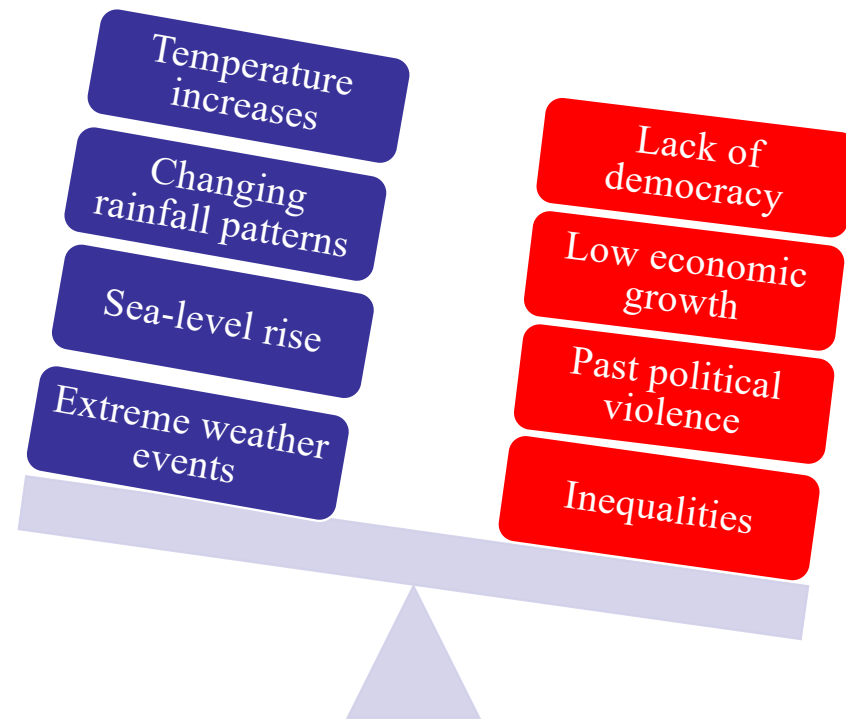 Temperature
increases
Changing
rainfall patterns
Sea-level rise
Extreme weather
events
Lack of
democracy
Low economic
growth
Past political
violence
Inequalities